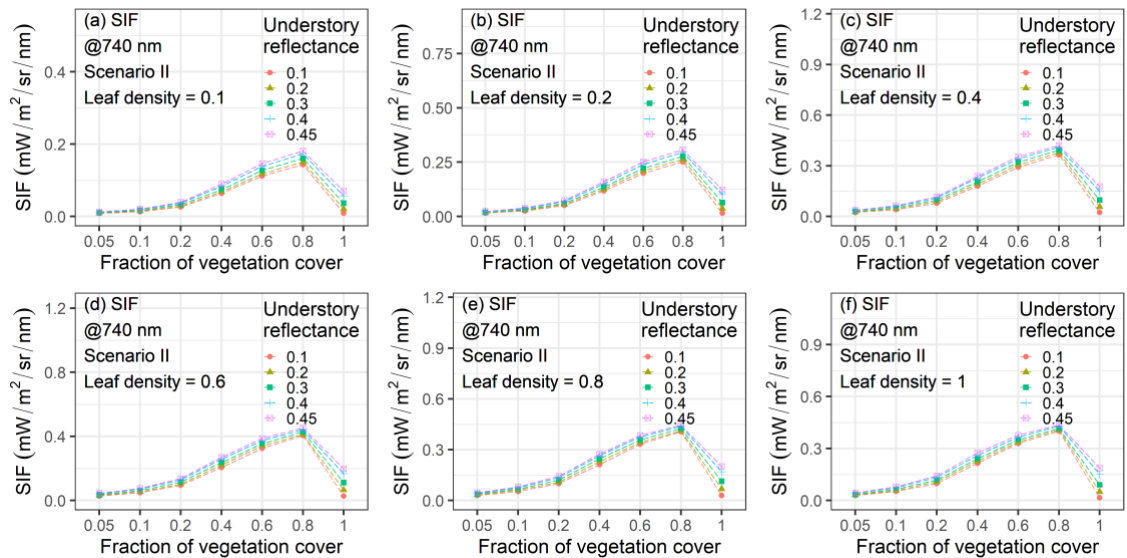 (a) SIF
@740 nm
Scenario II
Leaf density = 0.1
Understory
reflectance
0.1
0.2
0.3
0.4
0.45
0.4
0.2
0.0
SIF (mW/m²/sr/nm)
0.05 0.1 0.2 0.4 0.6 0.8 1
Fraction of vegetation cover
(b) SIF
@740 nm
Scenario II
Leaf density = 0.2
Understory
reflectance
0.1
0.2
0.3
0.4
0.45
0.75
0.50
0.25
0.00
SIF (mW/m²/sr/nm)
0.05 0.1 0.2 0.4 0.6 0.8 1
Fraction of vegetation cover
(c) SIF
@740 nm
Scenario II
Leaf density = 0.4
Understory
reflectance
0.1
0.2
0.3
0.4
0.45
1.2
0.9
0.6
0.3
0.0
SIF (mW/m²/sr/nm)
0.05 0.1 0.2 0.4 0.6 0.8 1
Fraction of vegetation cover
(d) SIF
@740 nm
Scenario II
Leaf density = 0.6
Understory
reflectance
0.1
0.2
0.3
0.4
0.45
1.2
0.8
0.4
0.0
SIF (mW/m²/sr/nm)
0.05 0.1 0.2 0.4 0.6 0.8 1
Fraction of vegetation cover
(e) SIF
@740 nm
Scenario II
Leaf density = 0.8
Understory
reflectance
0.1
0.2
0.3
0.4
0.45
1.2
0.9
0.6
0.3
0.0
SIF (mW/m²/sr/nm)
0.05 0.1 0.2 0.4 0.6 0.8 1
Fraction of vegetation cover
(f) SIF
@740 nm
Scenario II
Leaf density = 1
Understory
reflectance
0.1
0.2
0.3
0.4
0.45
0.9
0.6
0.3
0.0
SIF (mW/m²/sr/nm)
0.05 0.1 0.2 0.4 0.6 0.8 1
Fraction of vegetation cover